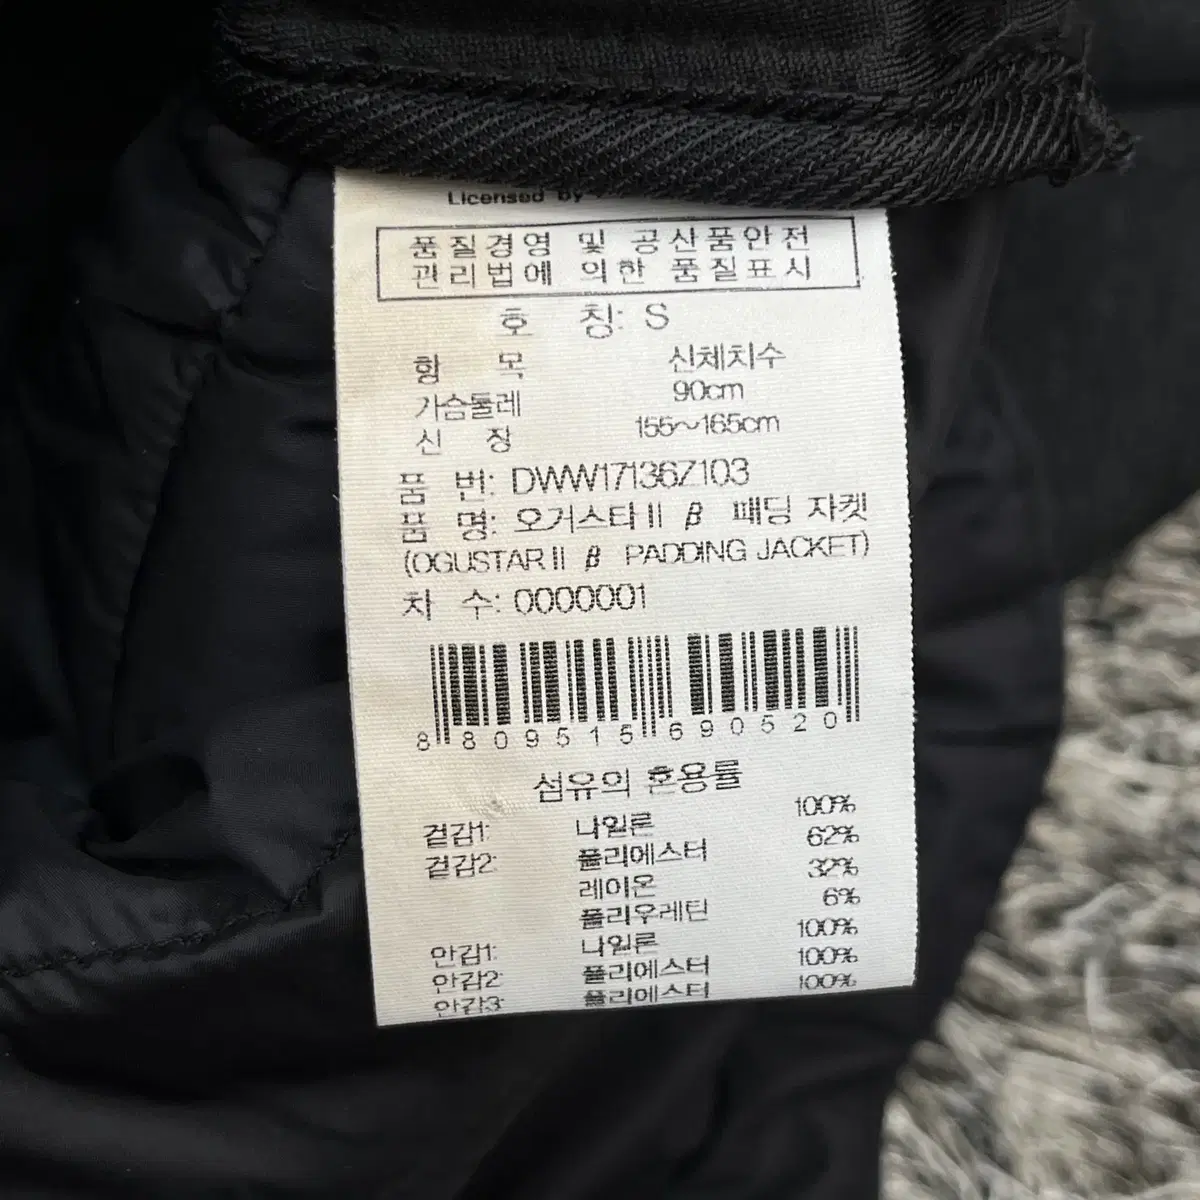 Licensed by
품질경영 및 공산품안전
관리법에 의한 품질표시
호 칭: S
항 목 신체치수
가슴둘레 90cm
신 장 155~165cm
품 번: DWW17136Z103
품 명: 오거스타 II β 패딩 자켓
(OGUSTAR II β PADDING JACKET)
차 수: 0000001
8 809515 690520
섬유의 혼용률
겉감1: 나일론 100%
겉감2: 폴리에스터 62%
레이온 32%
폴리우레틴 6%
안감1: 나일론 100%
안감2: 폴리에스터 100%
안감3: 폴리에스터 100%